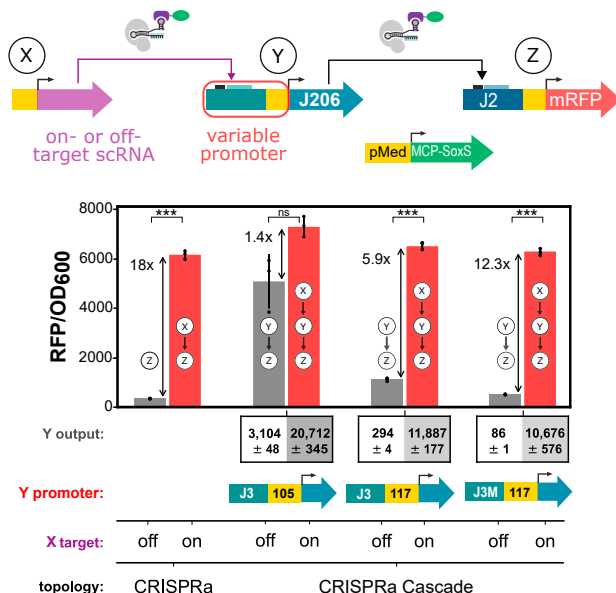 X
Y
Z
J206
J2
mRFP
on- or off-
target scRNA
variable
promoter
pMed
MCP-SoxS
8000
6000
4000
2000
0
RFP/OD600
***
ns
***
***
18x
1.4x
5.9x
12.3x
Z
X
Y
Z
Y
Z
X
Y
Z
Y
Z
X
Y
Z
Y
Z
X
Y
Z
Y output:
3,104
± 48
20,712
± 345
294
± 4
11,887
± 177
86
± 1
10,676
± 576
Y promoter:
J3 105
J3 117
J3M 117
X target: off on off on off on off on
topology: CRISPRa CRISPRa Cascade